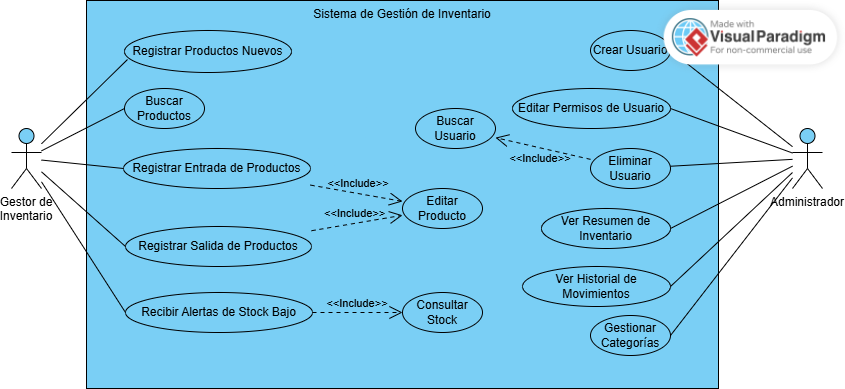 Sistema de Gestión de Inventario
Made with
VisualParadigm
For non-commercial use
Registrar Productos Nuevos
Crear Usuario
Buscar
Productos
Editar Permisos de Usuario
Buscar
Usuario
<<Include>>
Eliminar
Usuario
Registrar Entrada de Productos
<<Include>>
Editar
Producto
<<Include>>
Gestor de
Inventario
Administrador
Ver Resumen de
Inventario
Registrar Salida de Productos
Ver Historial de
Movimientos
Recibir Alertas de Stock Bajo
<<Include>>
Consultar
Stock
Gestionar
Categorías